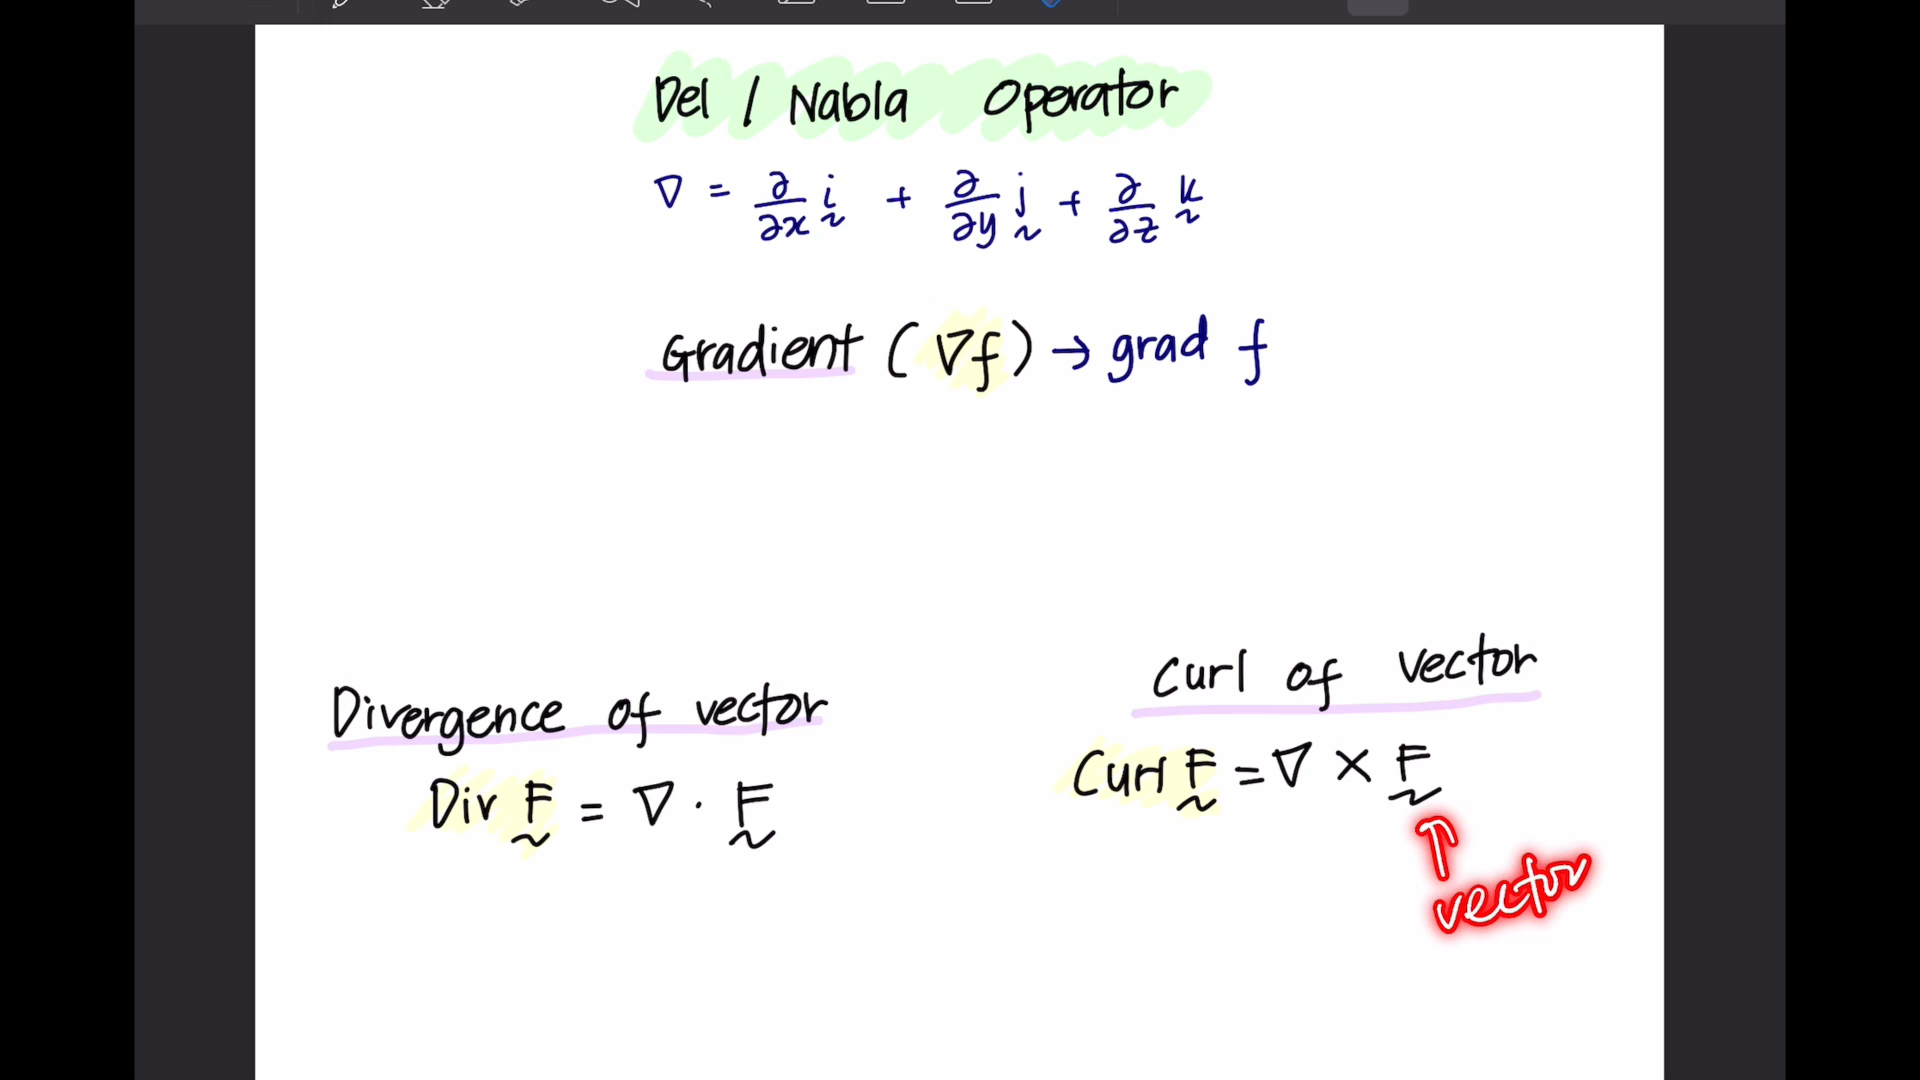 Del / Nabla Operator
∇ = ∂/∂x i + ∂/∂y j + ∂/∂z k
Gradient ( ∇f ) → grad f
Divergence of vector
Div F = ∇ · F
Curl of vector
Curl F = ∇ × F
↑
vector